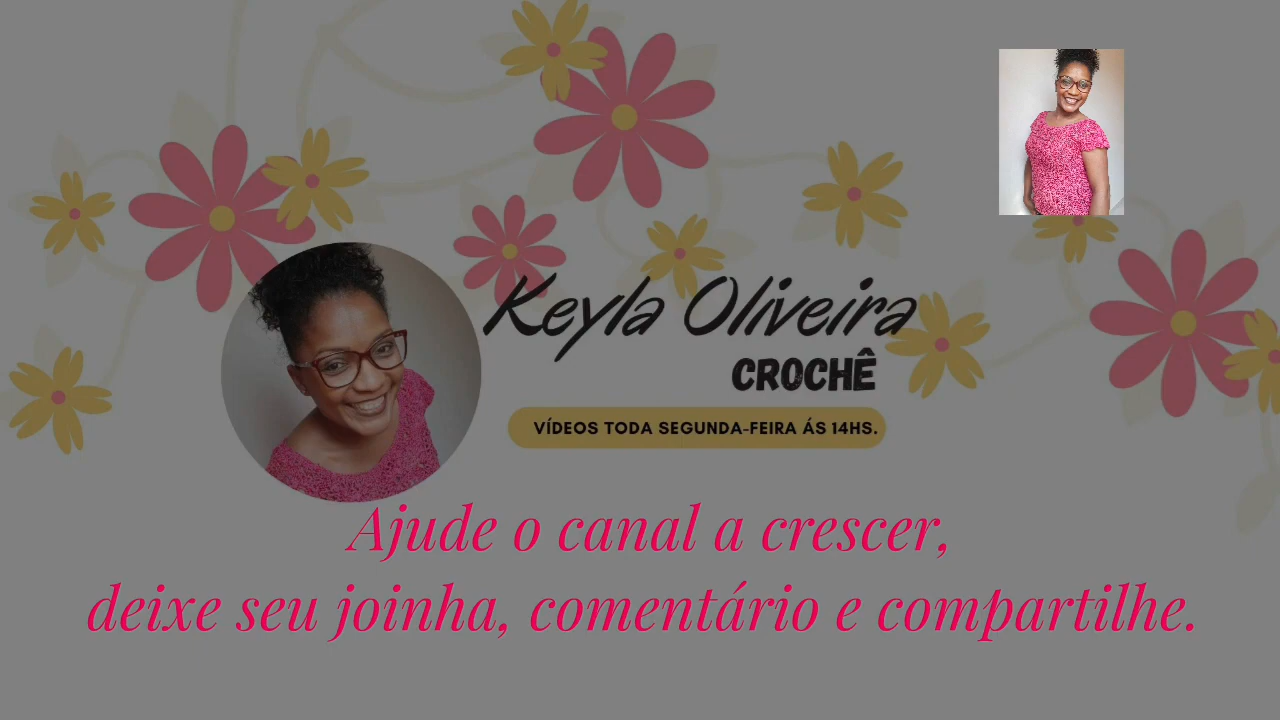 Keyla Oliveira
CROCHÊ
VÍDEOS TODA SEGUNDA-FEIRA ÁS 14HS.
Ajude o canal a crescer,
deixe seu joinha, comentário e compartilhe.